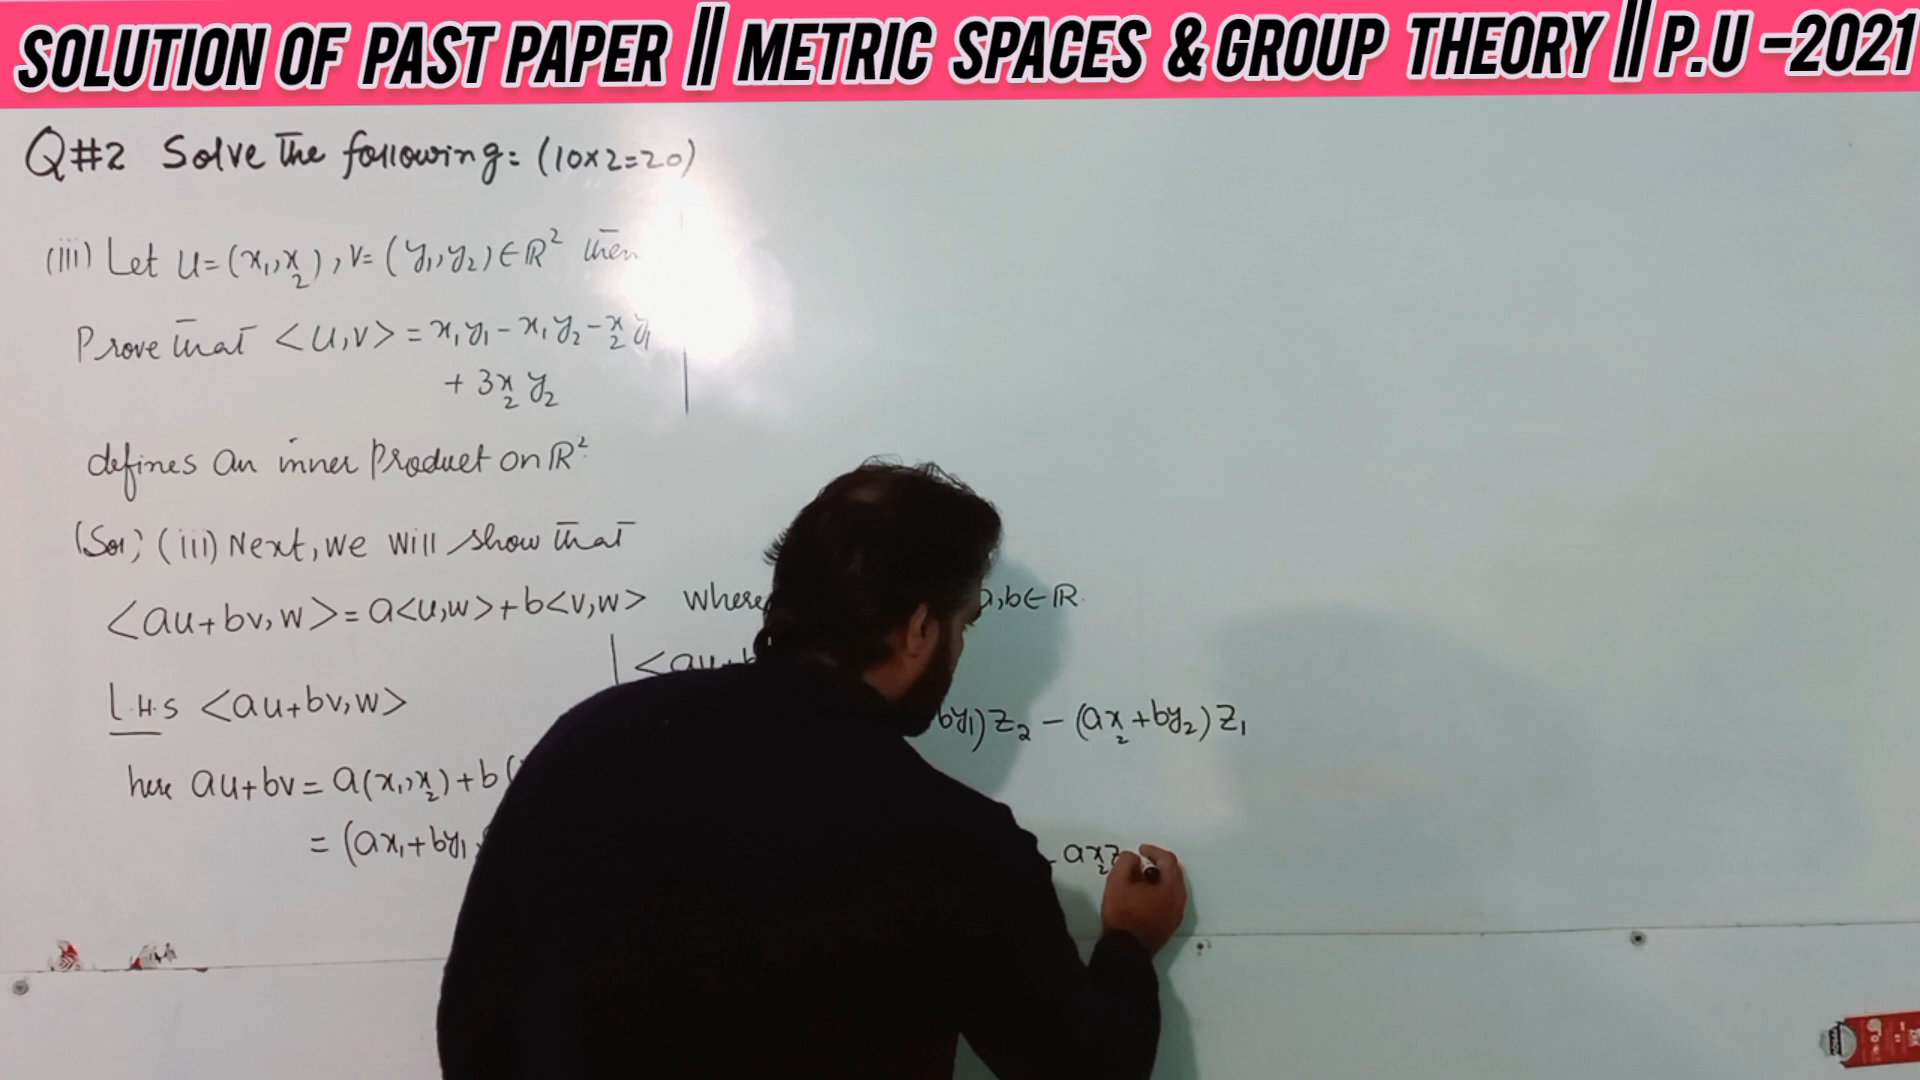 SOLUTION OF PAST PAPER || METRIC SPACES & GROUP THEORY || P.U -2021
Q#2 Solve the following: (10×2=20)
(iii) Let u=(x₁,x₂), v=(y₁,y₂)∈ℝ² then
Prove that <u,v> = x₁y₁ - x₁y₂ - x₂y₁
+ 3x₂y₂
defines an inner product on ℝ².
(Sol) (iii) Next, we will show that
<au+bv,w> = a<u,w>+b<v,w> where a,b∈ℝ.
L.H.S <au+bv,w>
<au+b
by₁)z₂ - (ax₂+by₂)z₁
here au+bv = a(x₁,x₂)+b(
= (ax₁+by₁,
- ax₂z